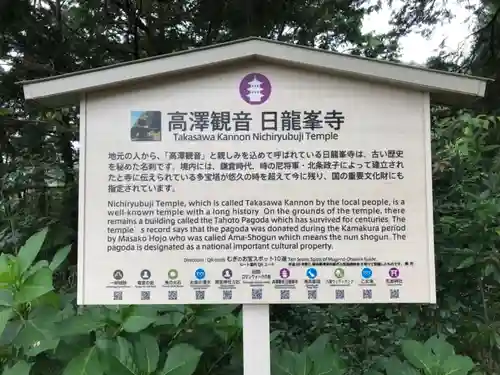 高澤観音 日龍峯寺
Takasawa Kannon Nichiryubuji Temple
地元の人から、「高澤観音」と親しみを込めて呼ばれている日龍峯寺は、古い歴史
を秘めた名刹です。境内には、鎌倉時代、時の尼将軍・北条政子によって建立され
たと寺に伝えられている多宝塔が悠久の時を超えて今に残り、国の重要文化財にも
指定されています。
Nichiryubuji Temple, which is called Takasawa Kannon by the local people, is a
well-known temple with a long history. On the grounds of the temple, there
remains a building called the Tahoto Pagoda which has survived for centuries. The
temple's record says that the pagoda was donated during the Kamakura period
by Masako Hojo who was called Ama-Shogun which means the nun shogun. The
pagoda is designated as a national important cultural property.